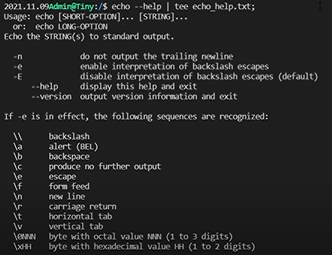 2021.11.09Admin@Tiny:/$ echo --help | tee echo_help.txt;
Usage: echo [SHORT-OPTION]... [STRING]...
  or:  echo LONG-OPTION
Echo the STRING(s) to standard output.

  -n             do not output the trailing newline
  -e             enable interpretation of backslash escapes
  -E             disable interpretation of backslash escapes (default)
      --help     display this help and exit
      --version  output version information and exit

If -e is in effect, the following sequences are recognized:

  \\      backslash
  \a      alert (BEL)
  \b      backspace
  \c      produce no further output
  \e      escape
  \f      form feed
  \n      new line
  \r      carriage return
  \t      horizontal tab
  \v      vertical tab
  \0NNN   byte with octal value NNN (1 to 3 digits)
  \xHH    byte with hexadecimal value HH (1 to 2 digits)